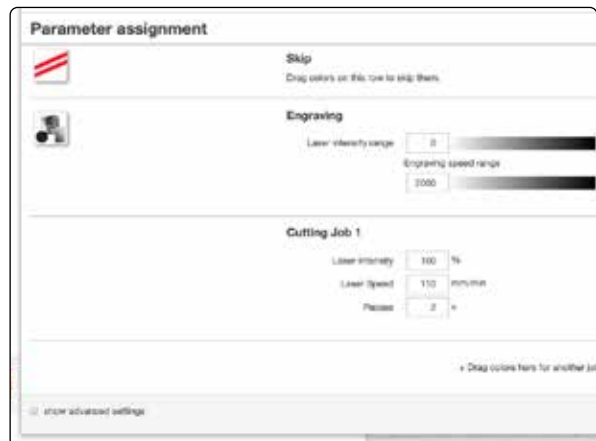 Parameter assignment
Skip
Drag colors on this row to skip them.
Engraving
Laser intensity range 0
Engraving speed range
2000
Cutting Job 1
Laser Intensity 100 %
Laser Speed 110 mm/min
Passes 2 x
+ Drag colors here for another job
show advanced settings